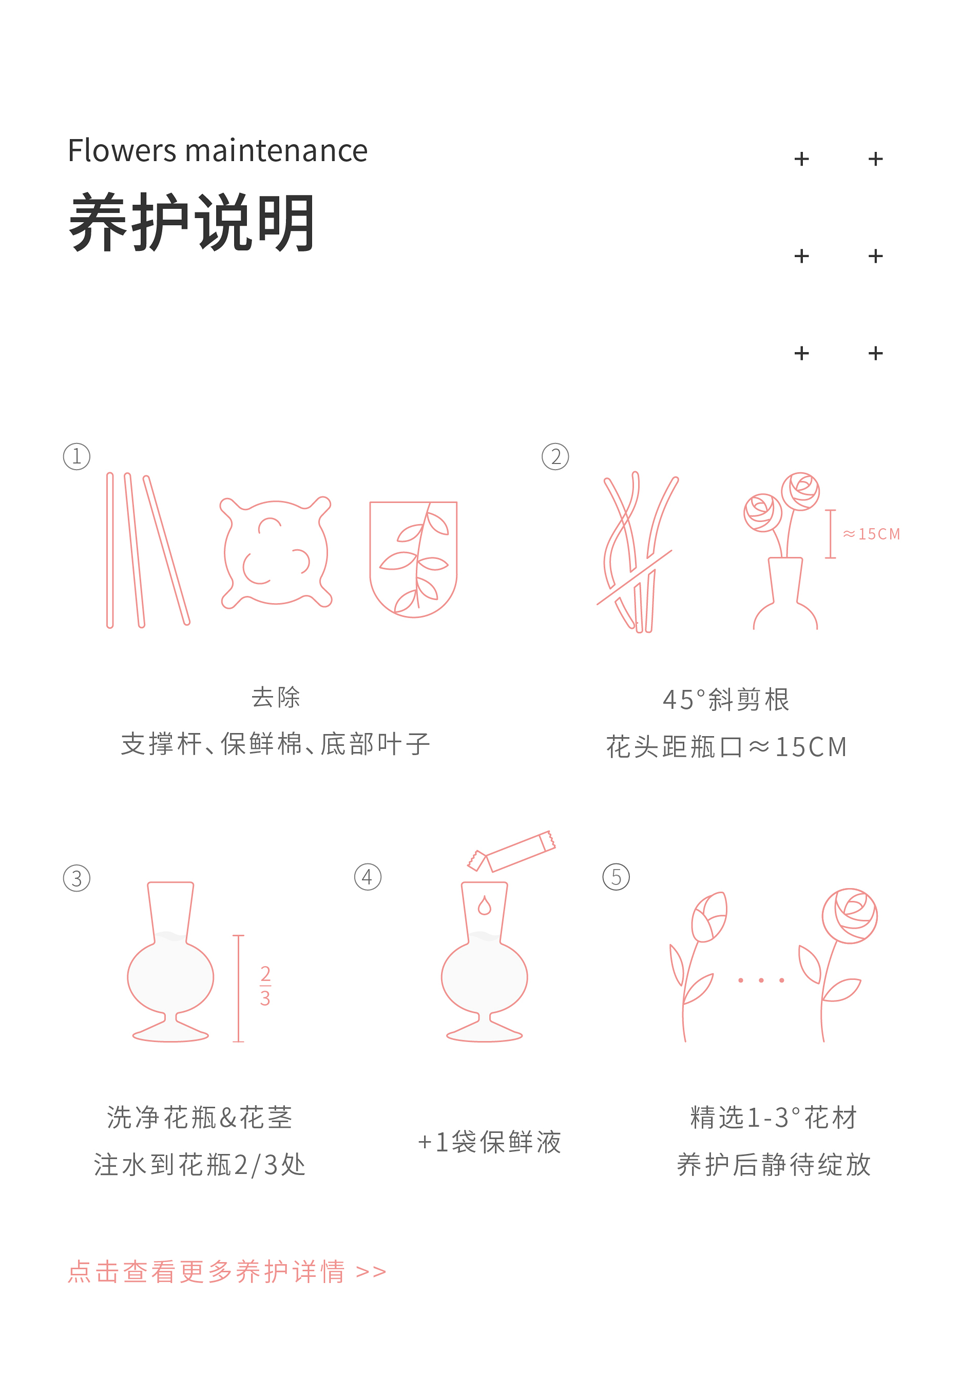 Flowers maintenance
养护说明
+ +
+ +
+ +
①
②
≈15CM
去除
支撑杆、保鲜棉、底部叶子
45°斜剪根
花头距瓶口≈15CM
③
2
3
④
⑤
洗净花瓶&花茎
注水到花瓶2/3处
+1袋保鲜液
精选1-3°花材
养护后静待绽放
点击查看更多养护详情 >>